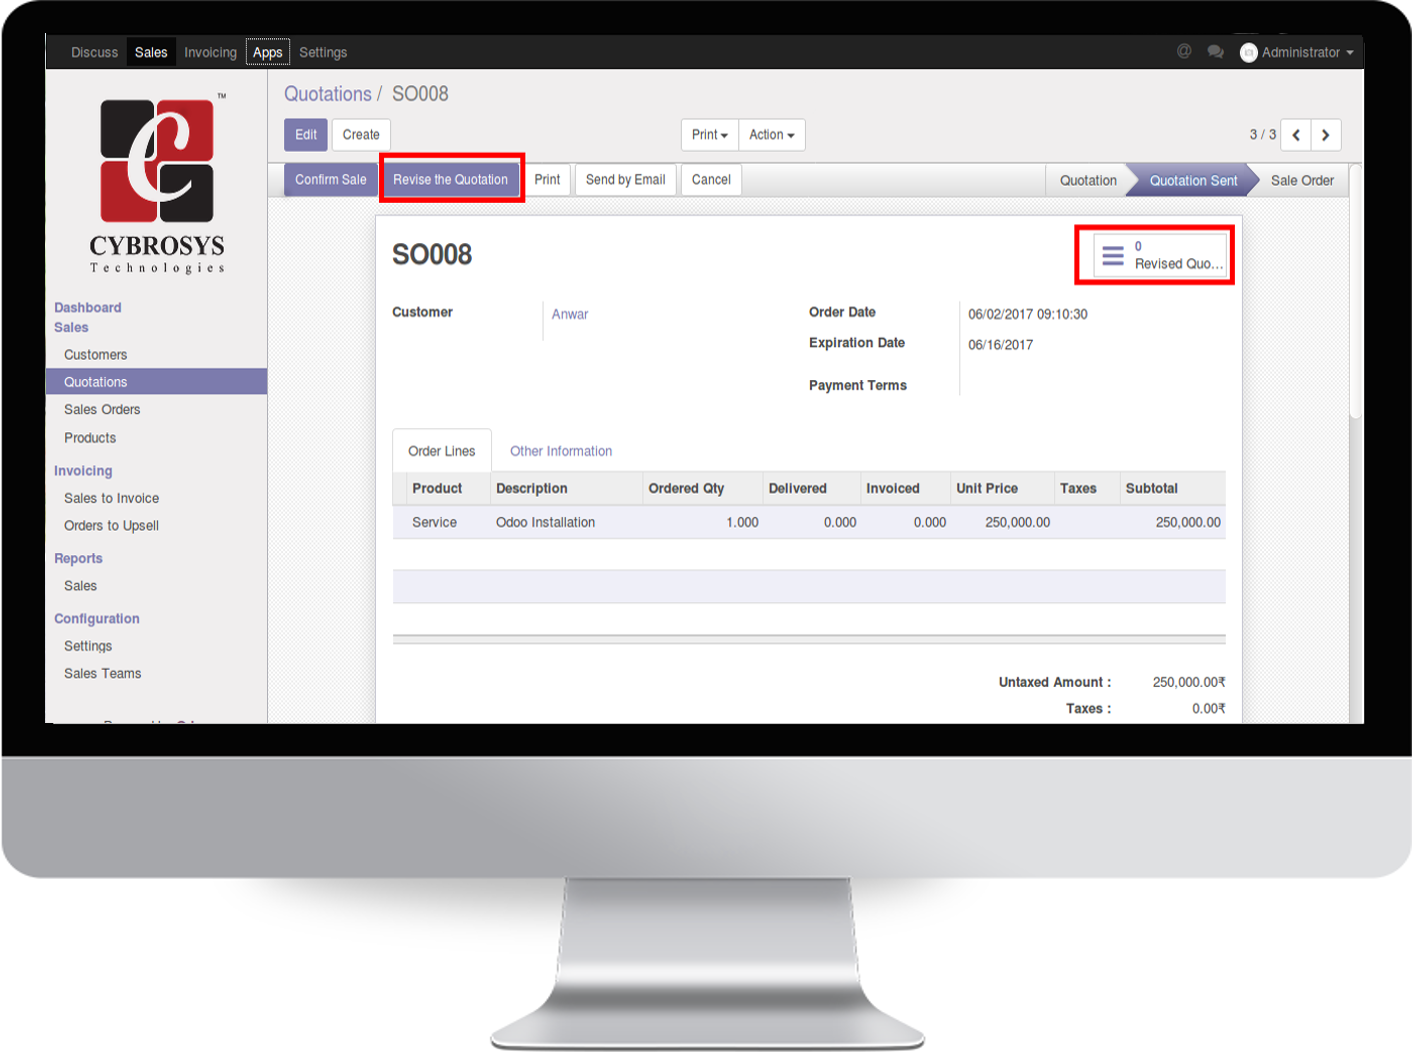 Discuss Sales Invoicing Apps Settings
@ Administrator
™
CYBROSYS
Technologies
Dashboard
Sales
Customers
Quotations
Sales Orders
Products
Invoicing
Sales to Invoice
Orders to Upsell
Reports
Sales
Configuration
Settings
Sales Teams
Quotations / SO008
Edit Create Print Action 3 / 3
Confirm Sale Revise the Quotation Print Send by Email Cancel Quotation Quotation Sent Sale Order
SO008
0
Revised Quo...
Customer Anwar
Order Date 06/02/2017 09:10:30
Expiration Date 06/16/2017
Payment Terms
Order Lines Other Information
Product Description Ordered Qty Delivered Invoiced Unit Price Taxes Subtotal
Service Odoo Installation 1.000 0.000 0.000 250,000.00 250,000.00
Untaxed Amount : 250,000.00₹
Taxes : 0.00₹